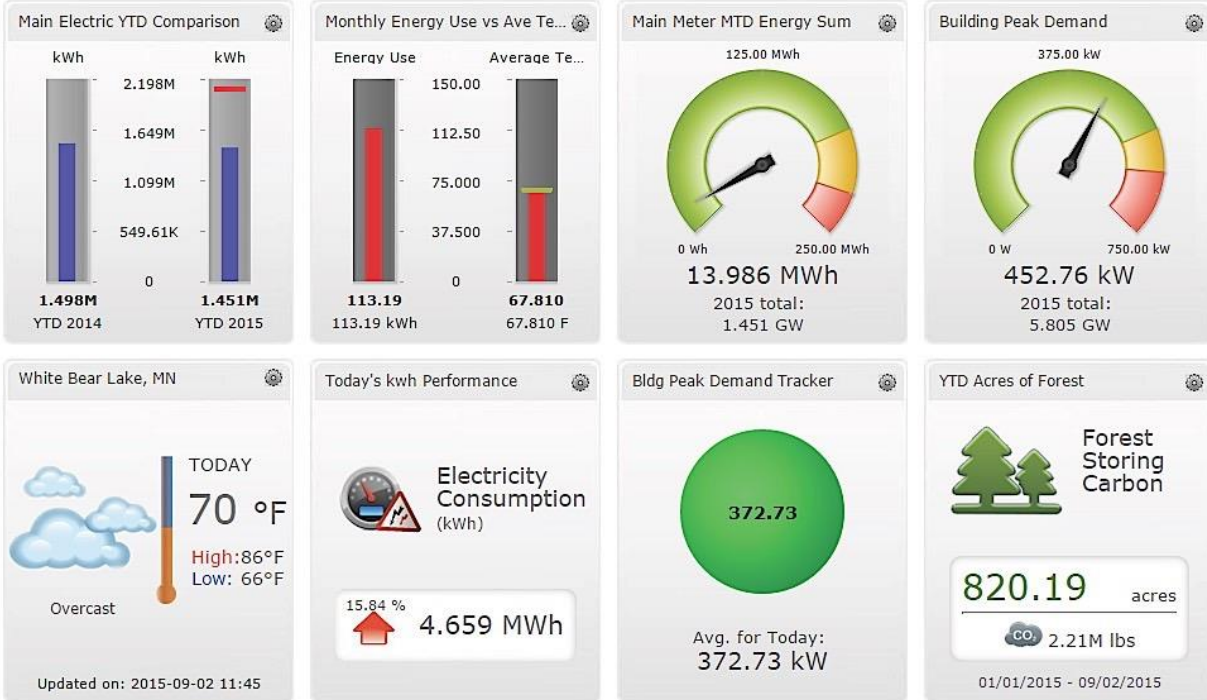 Main Electric YTD Comparison
kWh
kWh
2.198M
1.649M
1.099M
549.61K
0
1.498M
1.451M
YTD 2014
YTD 2015
Monthly Energy Use vs Ave Te...
Energy Use
Average Te...
150.00
112.50
75.000
37.500
0
113.19
67.810
113.19 kWh
67.810 F
Main Meter MTD Energy Sum
125.00 MWh
0 Wh
250.00 MWh
13.986 MWh
2015 total:
1.451 GW
Building Peak Demand
375.00 kW
0 W
750.00 kW
452.76 kW
2015 total:
5.805 GW
White Bear Lake, MN
TODAY
70 °F
High:86°F
Low: 66°F
Overcast
Updated on: 2015-09-02 11:45
Today's kwh Performance
Electricity
Consumption
(kWh)
15.84 %
4.659 MWh
Bldg Peak Demand Tracker
372.73
Avg. for Today:
372.73 kW
YTD Acres of Forest
Forest
Storing
Carbon
820.19 acres
CO₂ 2.21M lbs
01/01/2015 - 09/02/2015